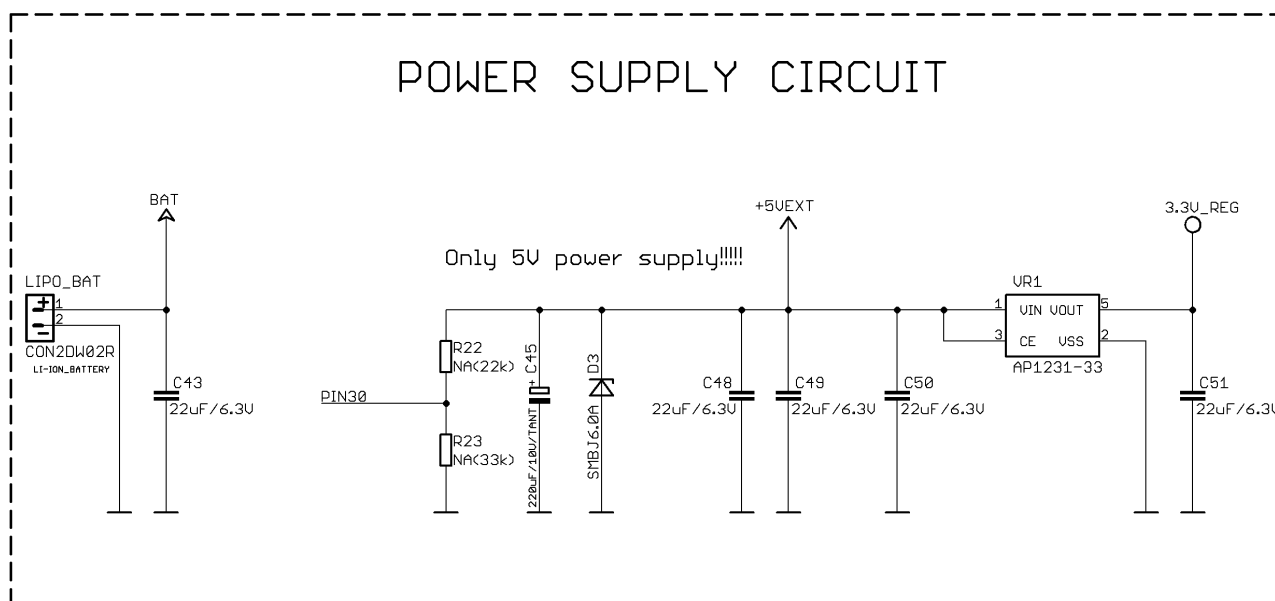 POWER SUPPLY CIRCUIT
BAT
LIPO_BAT
+
1
2
-
CON2DW02R
LI-ION_BATTERY
C43
22uF/6.3V
Only 5V power supply!!!!!
PIN30
R22
NA(22k)
R23
NA(33k)
C45
+
220uF/10V/TANT
D3
SMBJ6.0A
+5VEXT
C48
22uF/6.3V
C49
22uF/6.3V
C50
22uF/6.3V
VR1
1
VIN VOUT
5
3
CE VSS
2
AP1231-33
3.3V_REG
C51
22uF/6.3V